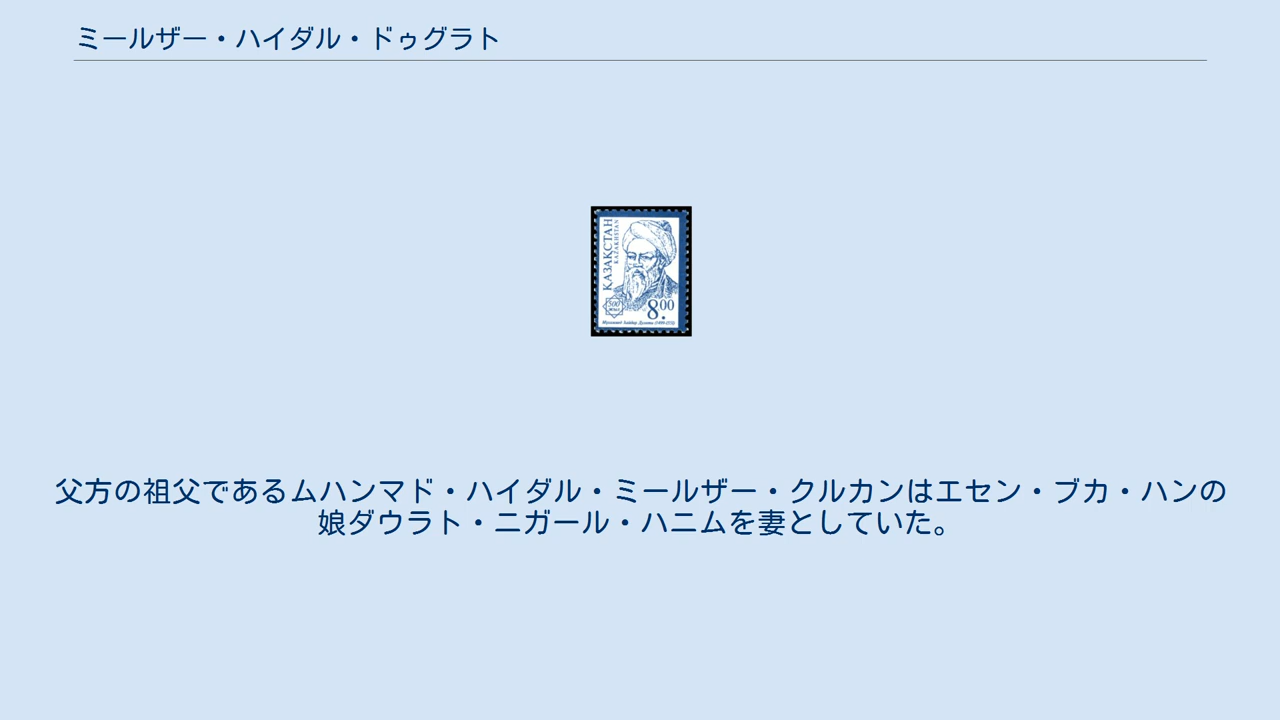 ミールザー・ハイダル・ドゥグラト
ҚАЗАҚСТАН
KAZAKHSTAN
500
8.00
父方の祖父であるムハンマド・ハイダル・ミールザー・クルカンはエセン・ブカ・ハンの
娘ダウラト・ニガール・ハニムを妻としていた。